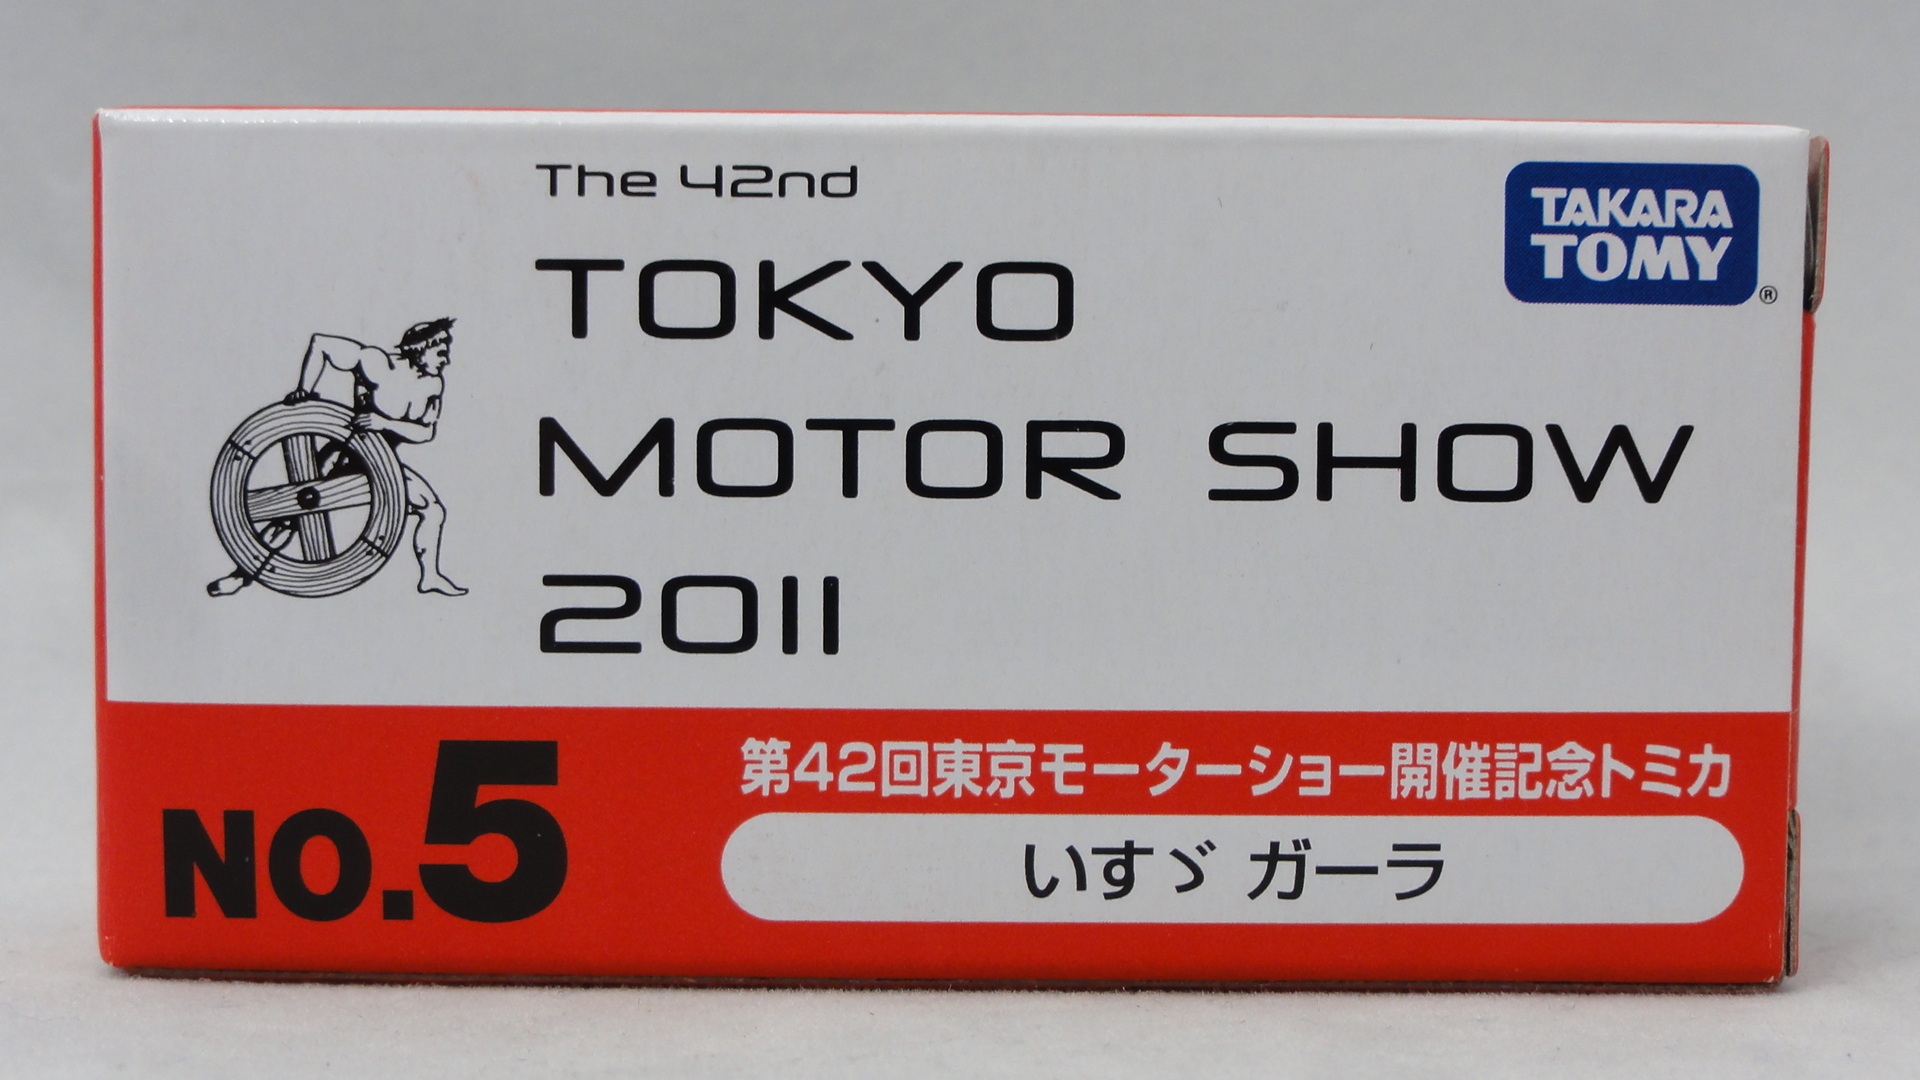 The 42nd
TAKARA
TOMY
®
TOKYO
MOTOR SHOW
2011
NO.5
第42回東京モーターショー開催記念トミカ
いすゞ ガーラ